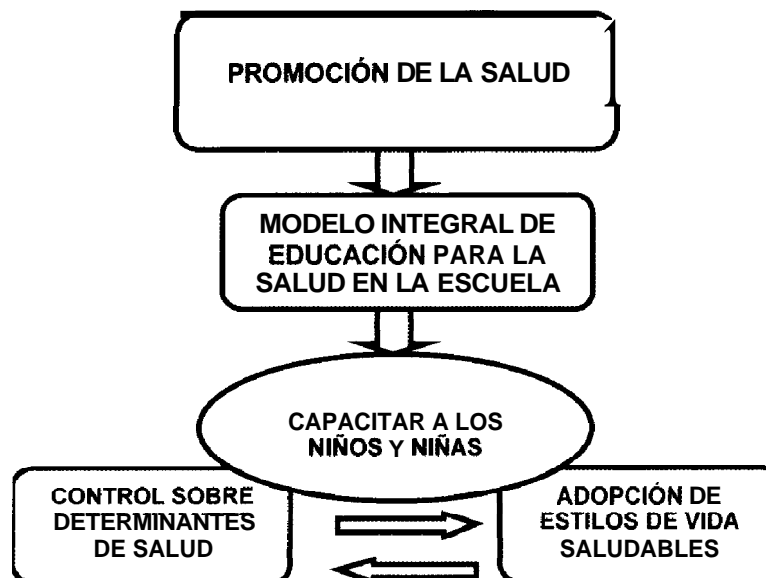 PROMOCIÓN DE LA SALUD
MODELO INTEGRAL DE
EDUCACIÓN PARA LA
SALUD EN LA ESCUELA
CAPACITAR A LOS
NIÑOS Y NIÑAS
CONTROL SOBRE
DETERMINANTES
DE SALUD
ADOPCIÓN DE
ESTILOS DE VIDA
SALUDABLES